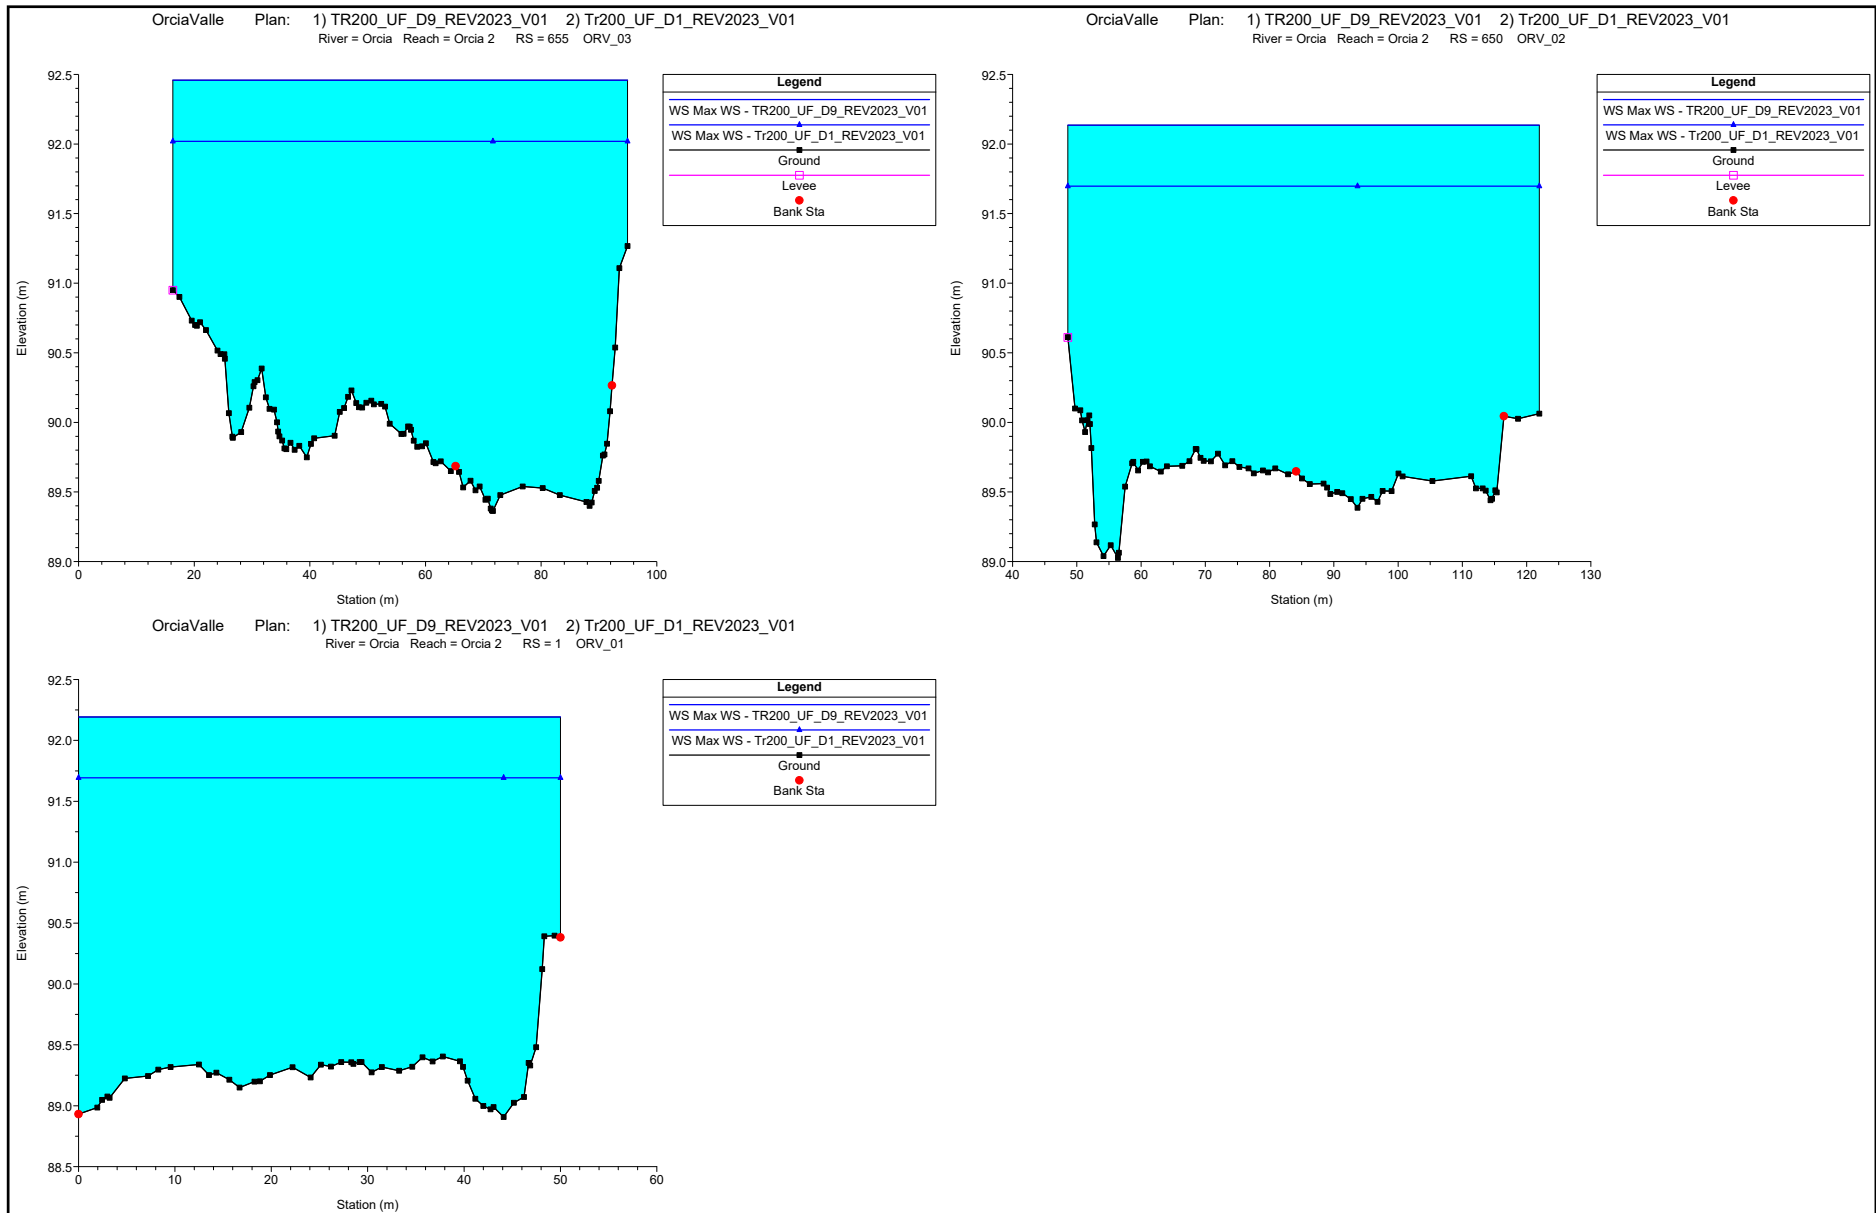 OrciaValle Plan: 1) TR200_UF_D9_REV2023_V01 2) Tr200_UF_D1_REV2023_V01
River = Orcia Reach = Orcia 2 RS = 655 ORV_03
92.5
92.0
91.5
91.0
90.5
90.0
89.5
89.0
Elevation (m)
0 20 40 60 80 100
Station (m)
Legend
WS Max WS - TR200_UF_D9_REV2023_V01
WS Max WS - Tr200_UF_D1_REV2023_V01
Ground
Levee
Bank Sta
OrciaValle Plan: 1) TR200_UF_D9_REV2023_V01 2) Tr200_UF_D1_REV2023_V01
River = Orcia Reach = Orcia 2 RS = 650 ORV_02
92.5
92.0
91.5
91.0
90.5
90.0
89.5
89.0
Elevation (m)
40 50 60 70 80 90 100 110 120 130
Station (m)
Legend
WS Max WS - TR200_UF_D9_REV2023_V01
WS Max WS - Tr200_UF_D1_REV2023_V01
Ground
Levee
Bank Sta
OrciaValle Plan: 1) TR200_UF_D9_REV2023_V01 2) Tr200_UF_D1_REV2023_V01
River = Orcia Reach = Orcia 2 RS = 1 ORV_01
92.5
92.0
91.5
91.0
90.5
90.0
89.5
89.0
88.5
Elevation (m)
0 10 20 30 40 50 60
Station (m)
Legend
WS Max WS - TR200_UF_D9_REV2023_V01
WS Max WS - Tr200_UF_D1_REV2023_V01
Ground
Bank Sta